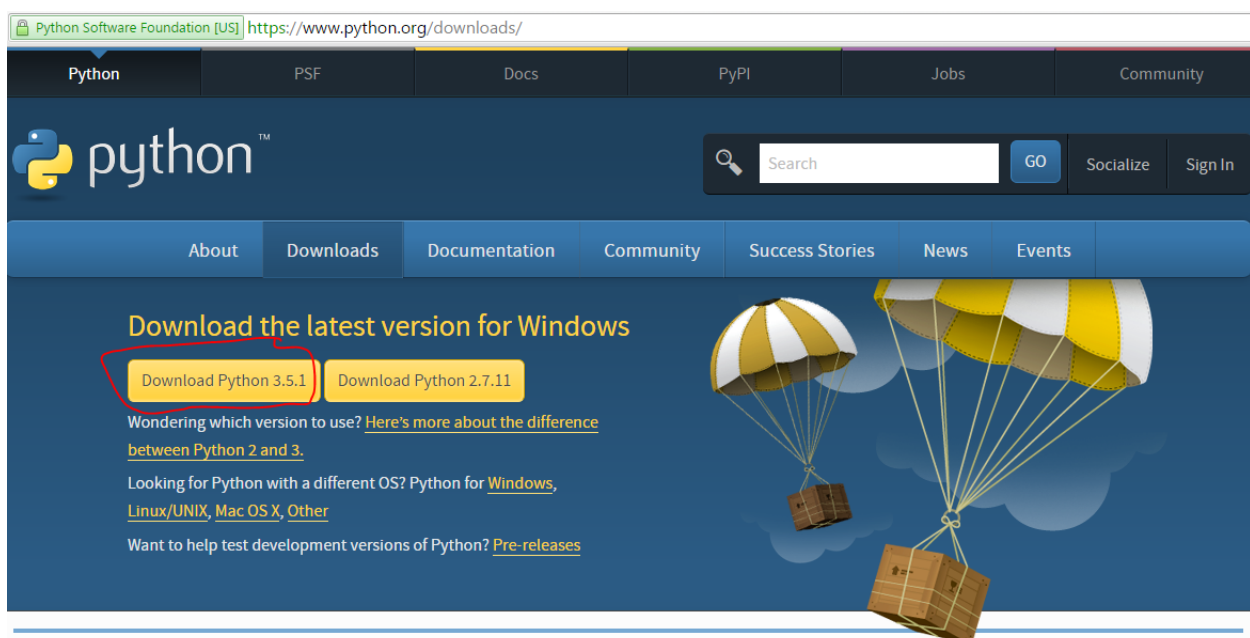 Python Software Foundation [US] https://www.python.org/downloads/
Python PSF Docs PyPI Jobs Community
python™
Search GO Socialize Sign In
About Downloads Documentation Community Success Stories News Events
Download the latest version for Windows
Download Python 3.5.1 Download Python 2.7.11
Wondering which version to use? Here's more about the difference
between Python 2 and 3.
Looking for Python with a different OS? Python for Windows,
Linux/UNIX, Mac OS X, Other
Want to help test development versions of Python? Pre-releases